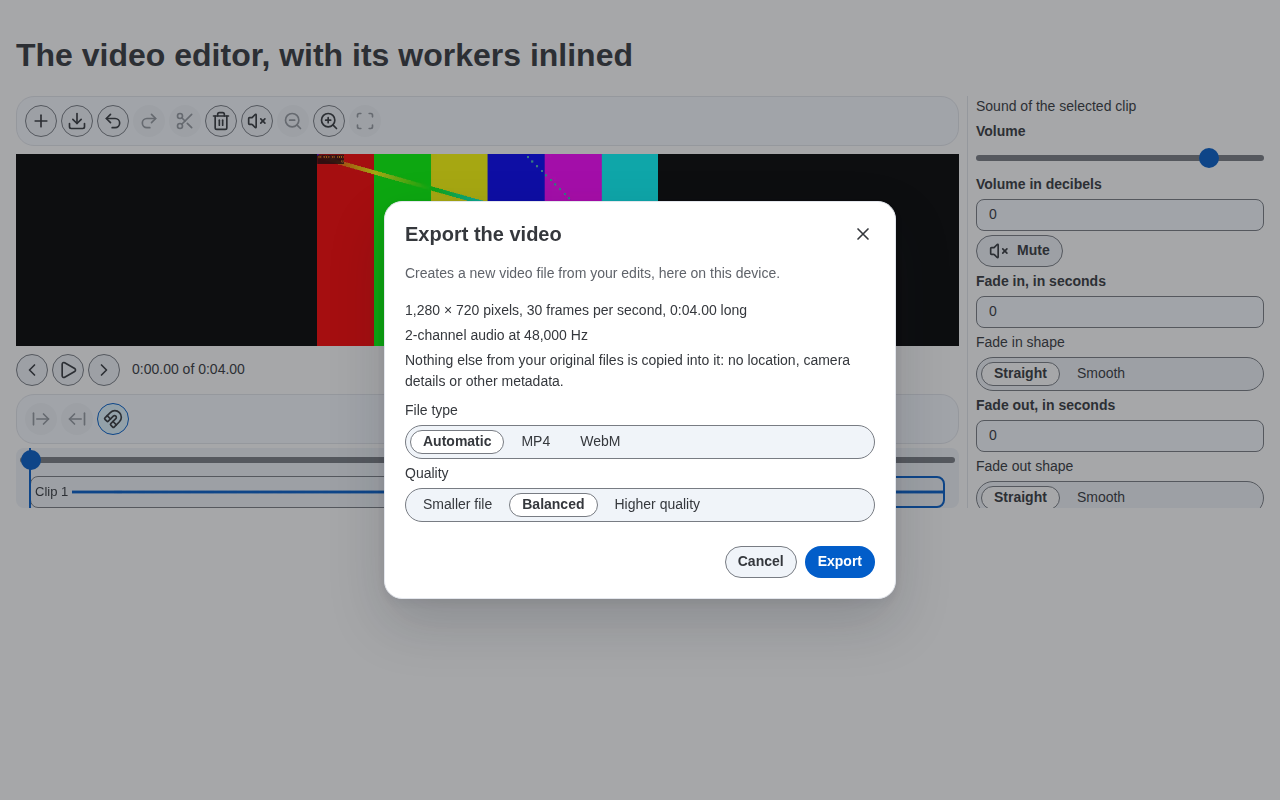 The video editor, with its workers inlined
Sound of the selected clip
Volume
Volume in decibels
0
Mute
Fade in, in seconds
0
Fade in shape
Straight Smooth
Fade out, in seconds
0
Fade out shape
Straight Smooth
0:00.00 of 0:04.00
Clip 1
Export the video
Creates a new video file from your edits, here on this device.
1,280 × 720 pixels, 30 frames per second, 0:04.00 long
2-channel audio at 48,000 Hz
Nothing else from your original files is copied into it: no location, camera
details or other metadata.
File type
Automatic MP4 WebM
Quality
Smaller file Balanced Higher quality
Cancel Export